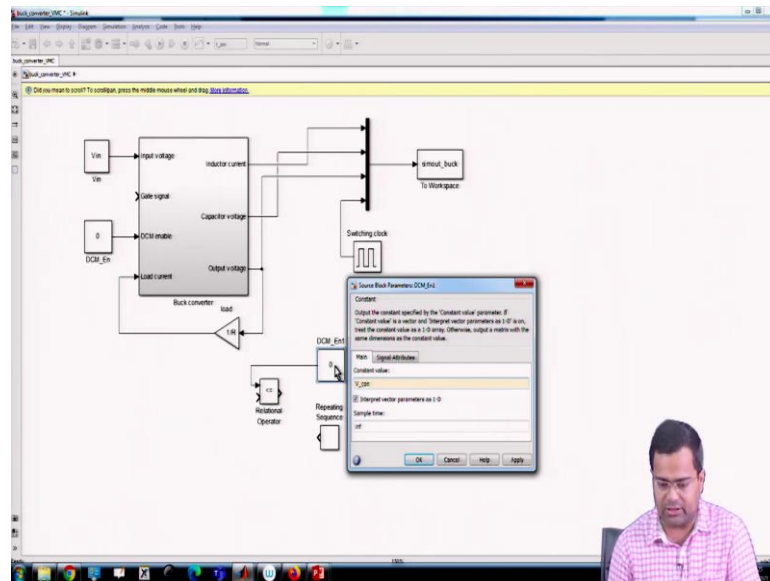 buck_converter_VMC * - Simulink
File Edit View Display Diagram Simulation Analysis Code Tools Help
Normal
buck_converter_VMC
buck_converter_VMC
Did you mean to scroll? To scroll/pan, press the middle mouse wheel and drag. More information.
Vin
Vin
0
DCM_En
Input voltage
Gate signal
DCM enable
Load current
Inductor current
Capacitor voltage
Output voltage
Buck converter
load
1/R
simout_buck
To Workspace
Switching clock
DCM_En1
0
<=
Relational
Operator
Repeating
Sequence
Source Block Parameters: DCM_En1
Constant
Output the constant specified by the 'Constant value' parameter. If
'Constant value' is a vector and 'Interpret vector parameters as 1-D' is on,
treat the constant value as a 1-D array. Otherwise, output a matrix with the
same dimensions as the constant value.
Main Signal Attributes
Constant value:
V_con
Interpret vector parameters as 1-D
Sample time:
inf
OK Cancel Help Apply